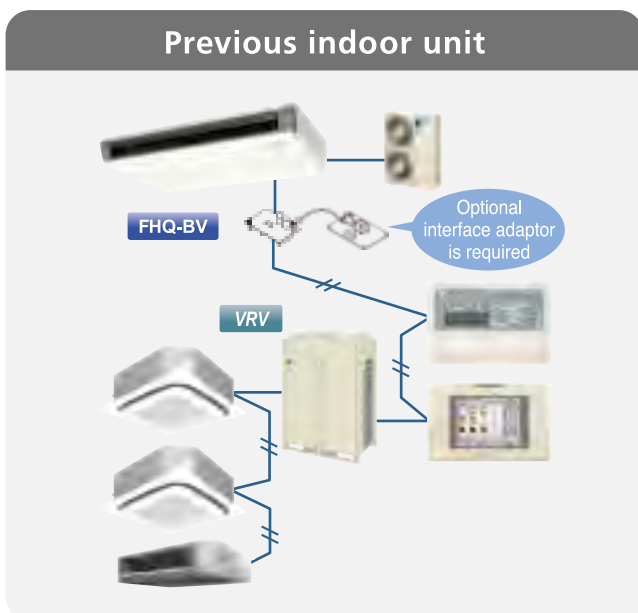 Previous indoor unit
Optional
interface adaptor
is required
FHQ-BV
VRV